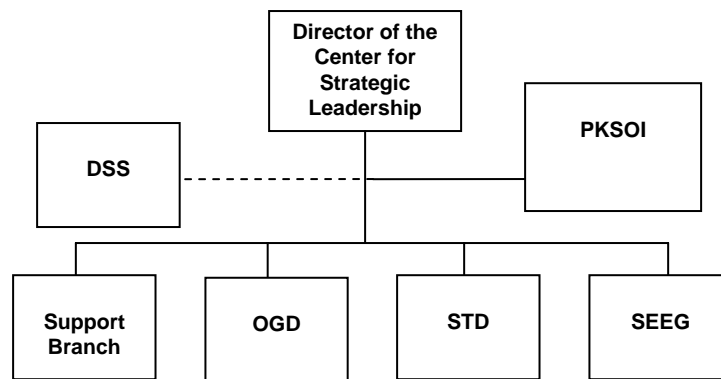 Director of the
Center for
Strategic
Leadership
PKSOI
DSS
Support
Branch
OGD
STD
SEEG